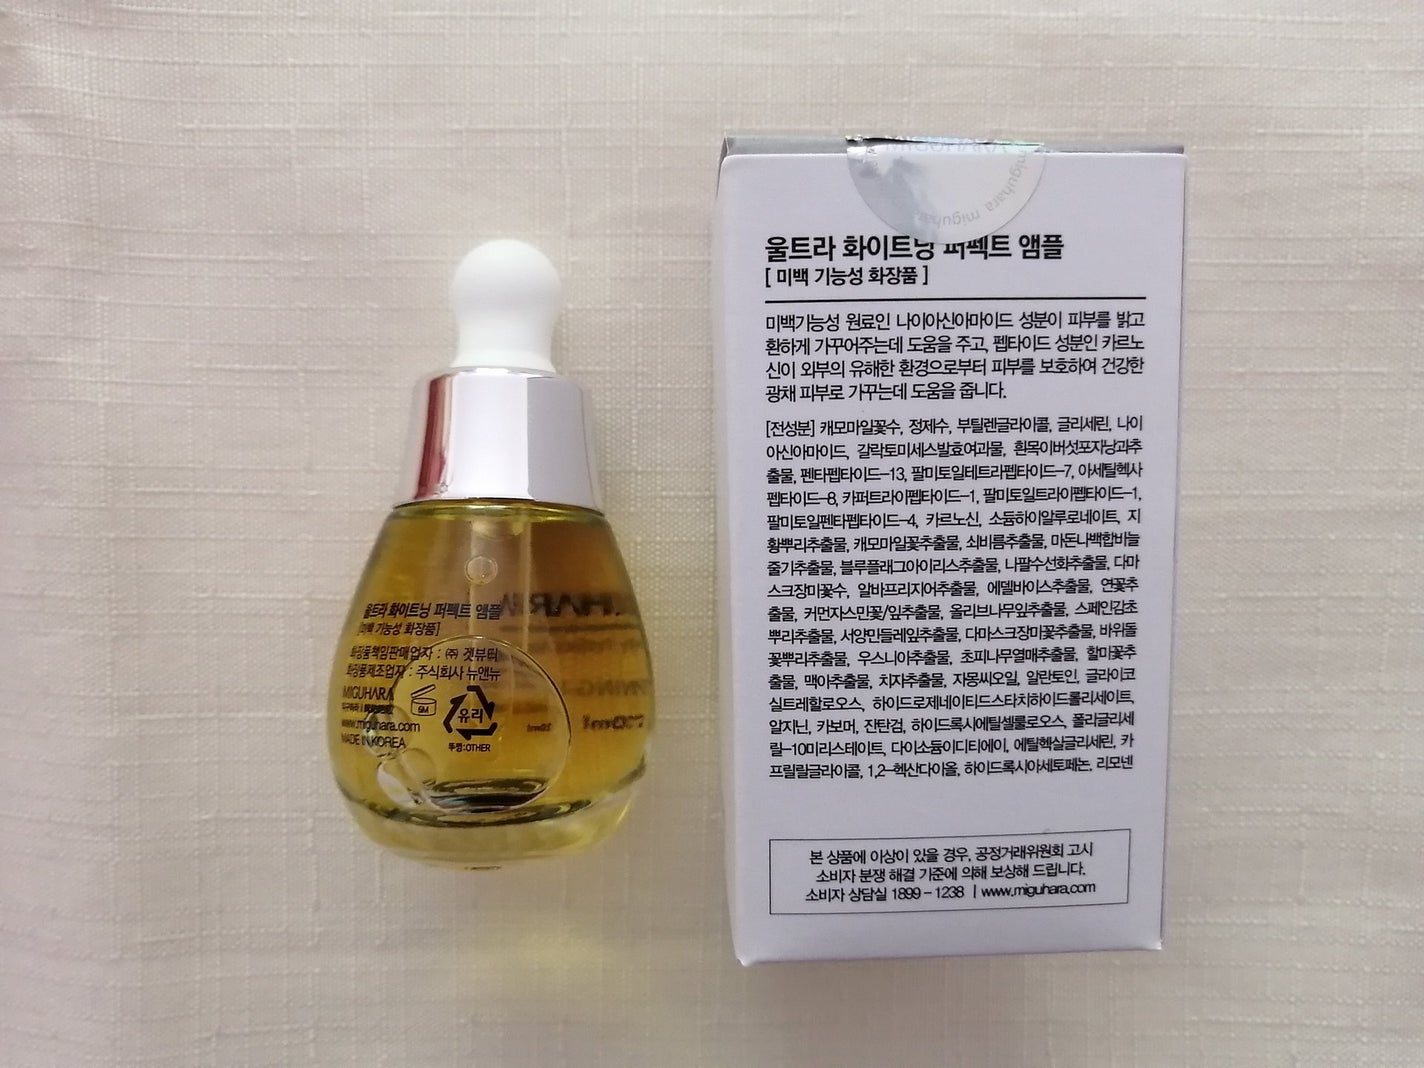 울트라 화이트닝 퍼펙트 앰플
[미백 기능성 화장품]
화장품책임판매업자 : ㈜ 겟뷰티
화장품제조업자 : 주식회사 뉴앤뉴
MIGUHARA
www.miguhara.com
MADE IN KOREA
6M
유리
뚜껑:OTHER
miguhara miguhara
울트라 화이트닝 퍼펙트 앰플
[ 미백 기능성 화장품 ]
미백기능성 원료인 나이아신아마이드 성분이 피부를 밝고
환하게 가꾸어주는데 도움을 주고, 펩타이드 성분인 카르노
신이 외부의 유해한 환경으로부터 피부를 보호하여 건강한
광채 피부로 가꾸는데 도움을 줍니다.
[전성분] 캐모마일꽃수, 정제수, 부틸렌글라이콜, 글리세린, 나이
아신아마이드, 갈락토미세스발효여과물, 흰목이버섯포자낭과추
출물, 펜타펩타이드-13, 팔미토일테트라펩타이드-7, 아세틸헥사
펩타이드-8, 카퍼트라이펩타이드-1, 팔미토일트라이펩타이드-1,
팔미토일펜타펩타이드-4, 카르노신, 소듐하이알루로네이트, 지
황뿌리추출물, 캐모마일꽃추출물, 쇠비름추출물, 마돈나백합비늘
줄기추출물, 블루플래그아이리스추출물, 나팔수선화추출물, 다마
스크장미꽃수, 알바프리지어추출물, 에델바이스추출물, 연꽃추
출물, 커먼자스민꽃/잎추출물, 올리브나무잎추출물, 스페인감초
뿌리추출물, 서양민들레잎추출물, 다마스크장미꽃추출물, 바위돌
꽃뿌리추출물, 우스니아추출물, 초피나무열매추출물, 할미꽃추
출물, 맥아추출물, 치자추출물, 자몽씨오일, 알란토인, 글라이코
실트레할로오스, 하이드로제네이티드스타치하이드롤리세이트,
알지닌, 카보머, 잔탄검, 하이드록시에틸셀룰로오스, 폴리글리세
릴-10미리스테이트, 다이소듐이디티에이, 에틸헥실글리세린, 카
프릴릴글라이콜, 1,2-헥산다이올, 하이드록시아세토페논, 리모넨
본 상품에 이상이 있을 경우, 공정거래위원회 고시
소비자 분쟁 해결 기준에 의해 보상해 드립니다.
소비자 상담실 1899 - 1238 | www.miguhara.com